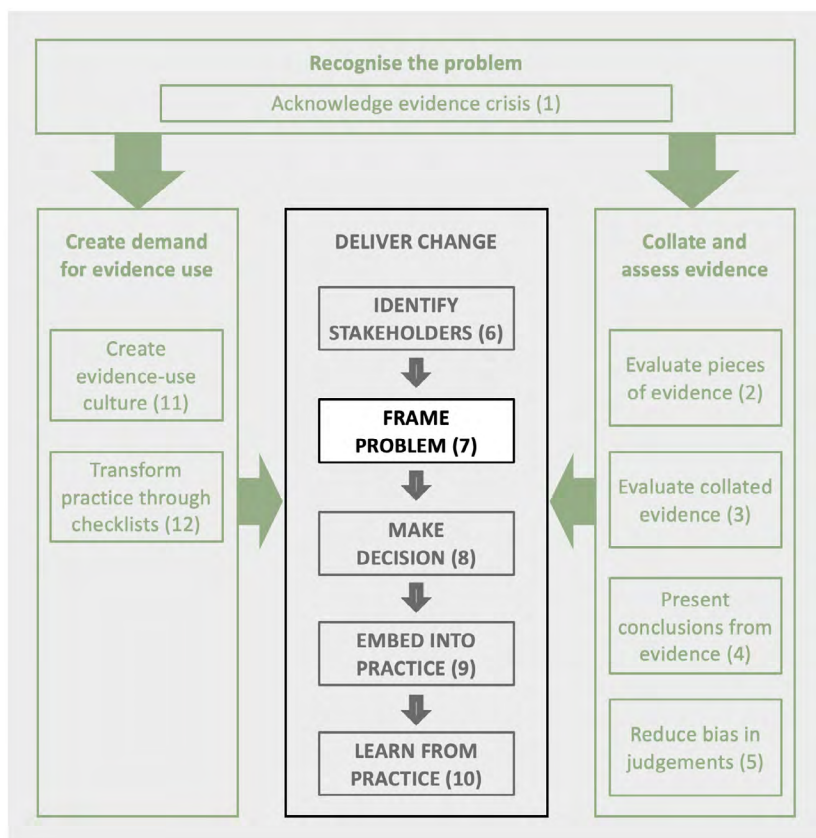 Recognise the problem
Acknowledge evidence crisis (1)
Create demand
for evidence use
Create
evidence-use
culture (11)
Transform
practice through
checklists (12)
DELIVER CHANGE
IDENTIFY
STAKEHOLDERS (6)
FRAME
PROBLEM (7)
MAKE
DECISION (8)
EMBED INTO
PRACTICE (9)
LEARN FROM
PRACTICE (10)
Collate and
assess evidence
Evaluate pieces
of evidence (2)
Evaluate collated
evidence (3)
Present
conclusions from
evidence (4)
Reduce bias in
judgements (5)